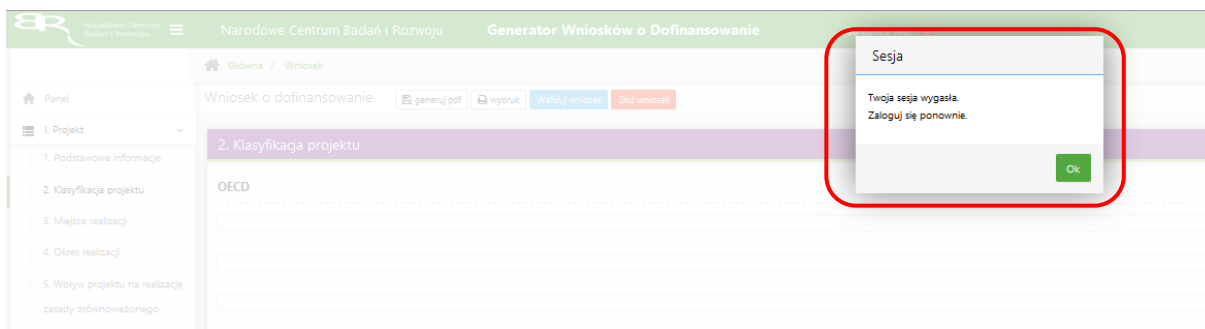 Narodowe Centrum
Badań i Rozwoju
Narodowe Centrum Badań i Rozwoju
Generator Wniosków o Dofinansowanie
Główna / Wniosek
Panel
I. Projekt
1. Podstawowe informacje
2. Klasyfikacja projektu
3. Miejsce realizacji
4. Okres realizacji
5. Wpływ projektu na realizację
zasady zrównoważonego
Wniosek o dofinansowanie
generuj pdf
wydruk
Waliduj wniosek
Złóż wniosek
2. Klasyfikacja projektu
OECD
Sesja
Twoja sesja wygasła.
Zaloguj się ponownie.
Ok